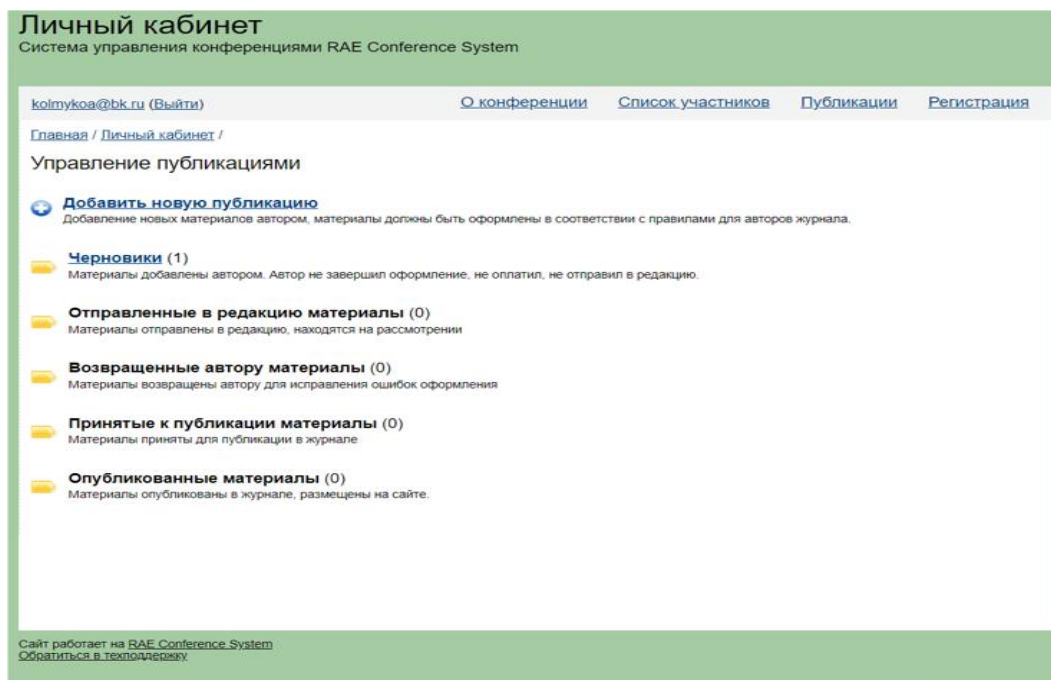 Личный кабинет
Система управления конференциями RAE Conference System
kolmykoa@bk.ru (Выйти)
О конференции
Список участников
Публикации
Регистрация
Главная / Личный кабинет /
Управление публикациями
Добавить новую публикацию
Добавление новых материалов автором, материалы должны быть оформлены в соответствии с правилами для авторов журнала.
Черновики (1)
Материалы добавлены автором. Автор не завершил оформление, не оплатил, не отправил в редакцию.
Отправленные в редакцию материалы (0)
Материалы отправлены в редакцию, находятся на рассмотрении
Возвращенные автору материалы (0)
Материалы возвращены автору для исправления ошибок оформления
Принятые к публикации материалы (0)
Материалы приняты для публикации в журнале
Опубликованные материалы (0)
Материалы опубликованы в журнале, размещены на сайте.
Сайт работает на RAE Conference System
Обратиться в техподдержку